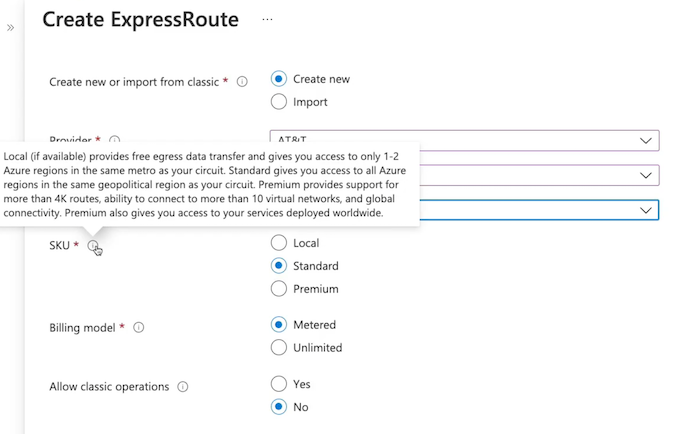 Create ExpressRoute ...
»
Create new or import from classic *
Create new
Import
Provider *
AT&T
Local (if available) provides free egress data transfer and gives you access to only 1-2
Azure regions in the same metro as your circuit. Standard gives you access to all Azure
regions in the same geopolitical region as your circuit. Premium provides support for
more than 4K routes, ability to connect to more than 10 virtual networks, and global
connectivity. Premium also gives you access to your services deployed worldwide.
SKU *
Local
Standard
Premium
Billing model *
Metered
Unlimited
Allow classic operations
Yes
No